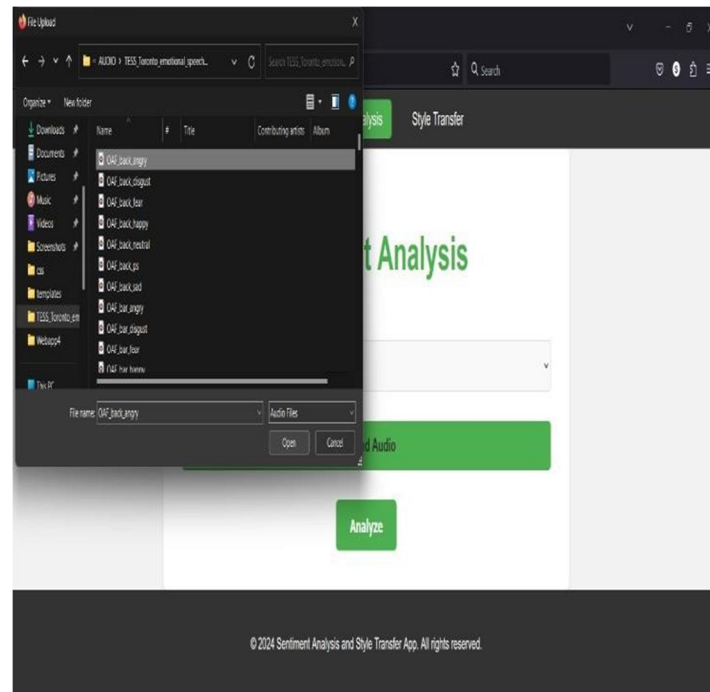 File Upload
AUDIO > TESS_Toronto_emotional_speech...
Search TESS_Toronto_emotion...
Search
Organize
New folder
alysis
Style Transfer
Downloads
Name
#
Title
Contributing artists
Album
Documents
OAF_back_angry
Pictures
OAF_back_disgust
Music
OAF_back_fear
Videos
OAF_back_happy
Screenshots
OAF_back_neutral
css
OAF_back_ps
templates
OAF_back_sad
TESS_Toronto_em
OAF_bar_angry
Webapp4
OAF_bar_disgust
OAF_bar_fear
OAF_bar_happy
This PC
t Analysis
File name:
OAF_back_angry
Audio Files
Open
Cancel
d Audio
Analyze
© 2024 Sentiment Analysis and Style Transfer App. All rights reserved.